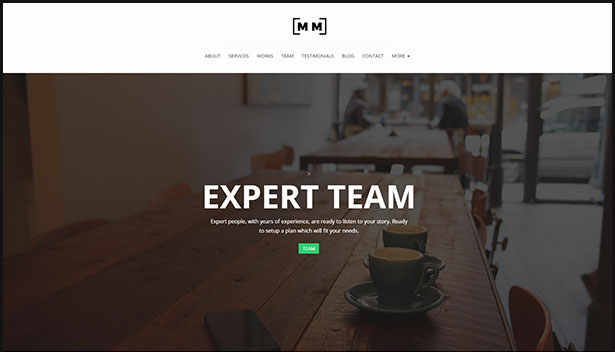 [M M]
ABOUT SERVICES WORKS TEAM TESTIMONIALS BLOG CONTACT MORE
EXPERT TEAM
Expert people, with years of experience, are ready to listen to your story. Ready
to setup a plan which will fit your needs.
TEAM